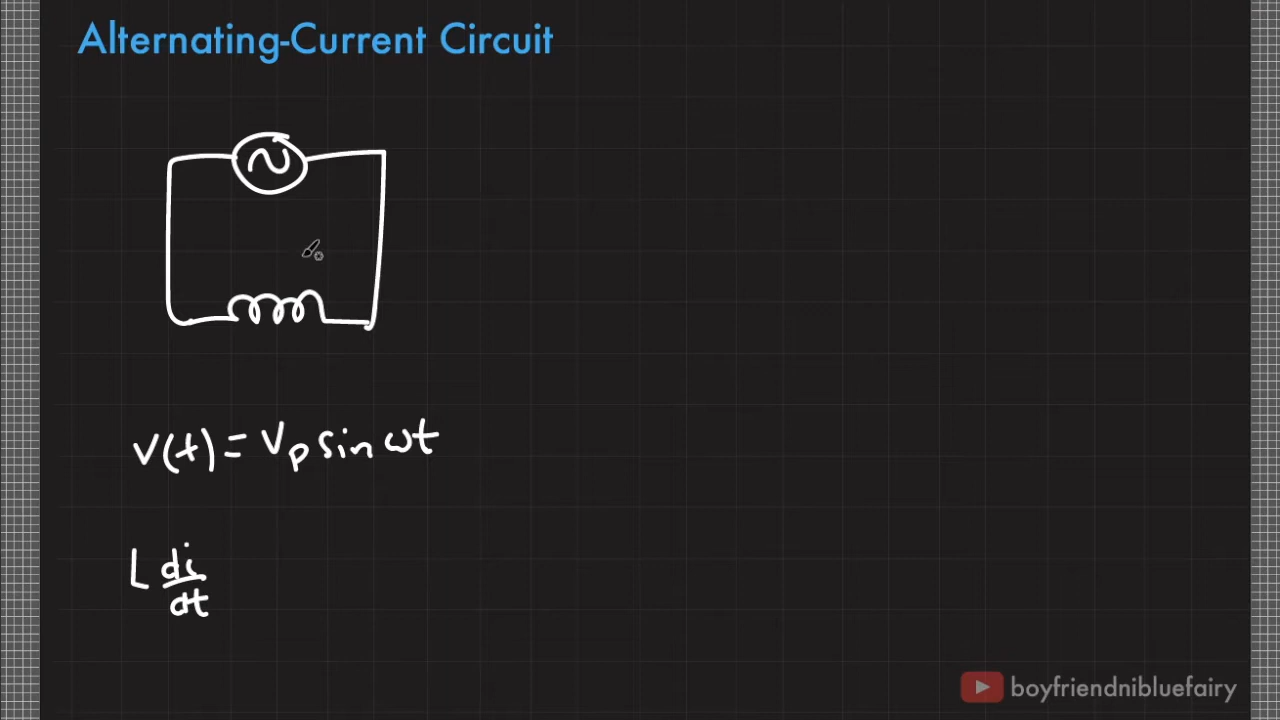 Alternating-Current Circuit
v(t) = Vp sin ωt
L di/dt
boyfriendnibluefairy